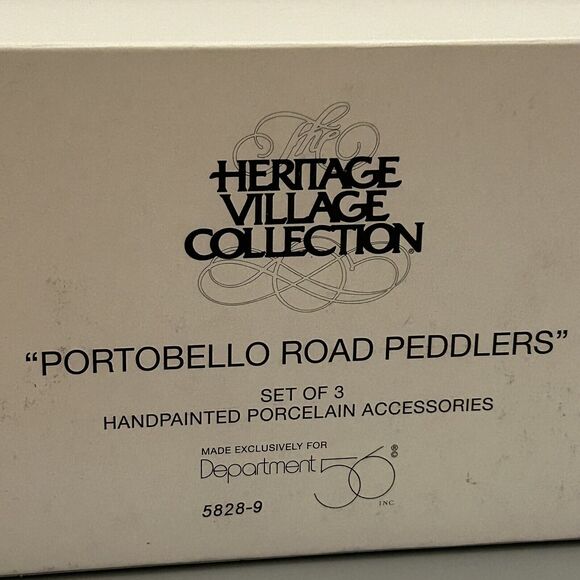 The
HERITAGE
VILLAGE
COLLECTION®
"PORTOBELLO ROAD PEDDLERS"
SET OF 3
HANDPAINTED PORCELAIN ACCESSORIES
MADE EXCLUSIVELY FOR
Department 56 ®©
INC.
5828-9